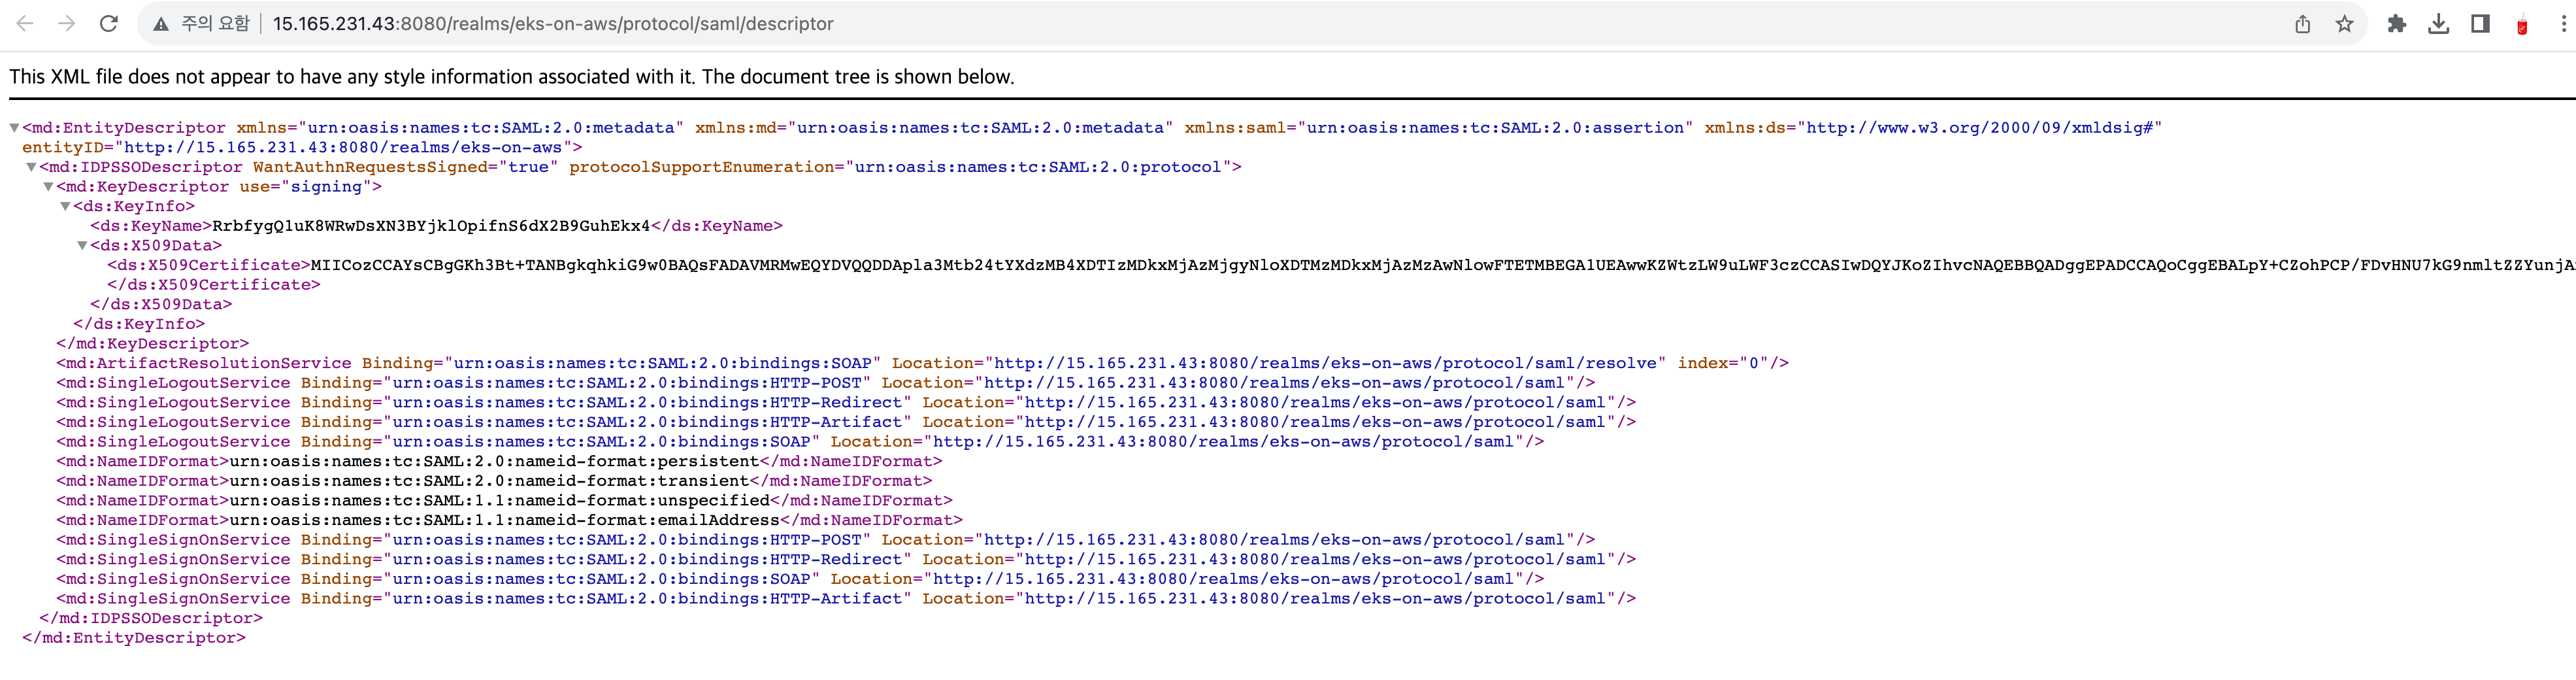 주의 요함 15.165.231.43:8080/realms/eks-on-aws/protocol/saml/descriptor
This XML file does not appear to have any style information associated with it. The document tree is shown below.
<md:EntityDescriptor xmlns="urn:oasis:names:tc:SAML:2.0:metadata" xmlns:md="urn:oasis:names:tc:SAML:2.0:metadata" xmlns:saml="urn:oasis:names:tc:SAML:2.0:assertion" xmlns:ds="http://www.w3.org/2000/09/xmldsig#"
entityID="http://15.165.231.43:8080/realms/eks-on-aws">
<md:IDPSSODescriptor WantAuthnRequestsSigned="true" protocolSupportEnumeration="urn:oasis:names:tc:SAML:2.0:protocol">
<md:KeyDescriptor use="signing">
<ds:KeyInfo>
<ds:KeyName>RrbfygQ1uK8WRwDsXN3BYjklOpifnS6dX2B9GuhEkx4</ds:KeyName>
<ds:X509Data>
<ds:X509Certificate>MIICozCCAYsCBgGKh3Bt+TANBgkqhkiG9w0BAQsFADAVMRMwEQYDVQQDDApla3Mtb24tYXdzMB4XDTIzMDkxMjAzMjgyNloXDTMzMDkxMjAzMzAwNlowFTETMBEGA1UEAwwKZWtzLW9uLWF3czCCASIwDQYJKoZIhvcNAQEBBQADggEPADCCAQoCggEBALpY+CZohPCP/FDvHNU7kG9nmltZZYunjA
</ds:X509Certificate>
</ds:X509Data>
</ds:KeyInfo>
</md:KeyDescriptor>
<md:ArtifactResolutionService Binding="urn:oasis:names:tc:SAML:2.0:bindings:SOAP" Location="http://15.165.231.43:8080/realms/eks-on-aws/protocol/saml/resolve" index="0"/>
<md:SingleLogoutService Binding="urn:oasis:names:tc:SAML:2.0:bindings:HTTP-POST" Location="http://15.165.231.43:8080/realms/eks-on-aws/protocol/saml"/>
<md:SingleLogoutService Binding="urn:oasis:names:tc:SAML:2.0:bindings:HTTP-Redirect" Location="http://15.165.231.43:8080/realms/eks-on-aws/protocol/saml"/>
<md:SingleLogoutService Binding="urn:oasis:names:tc:SAML:2.0:bindings:HTTP-Artifact" Location="http://15.165.231.43:8080/realms/eks-on-aws/protocol/saml"/>
<md:SingleLogoutService Binding="urn:oasis:names:tc:SAML:2.0:bindings:SOAP" Location="http://15.165.231.43:8080/realms/eks-on-aws/protocol/saml"/>
<md:NameIDFormat>urn:oasis:names:tc:SAML:2.0:nameid-format:persistent</md:NameIDFormat>
<md:NameIDFormat>urn:oasis:names:tc:SAML:2.0:nameid-format:transient</md:NameIDFormat>
<md:NameIDFormat>urn:oasis:names:tc:SAML:1.1:nameid-format:unspecified</md:NameIDFormat>
<md:NameIDFormat>urn:oasis:names:tc:SAML:1.1:nameid-format:emailAddress</md:NameIDFormat>
<md:SingleSignOnService Binding="urn:oasis:names:tc:SAML:2.0:bindings:HTTP-POST" Location="http://15.165.231.43:8080/realms/eks-on-aws/protocol/saml"/>
<md:SingleSignOnService Binding="urn:oasis:names:tc:SAML:2.0:bindings:HTTP-Redirect" Location="http://15.165.231.43:8080/realms/eks-on-aws/protocol/saml"/>
<md:SingleSignOnService Binding="urn:oasis:names:tc:SAML:2.0:bindings:SOAP" Location="http://15.165.231.43:8080/realms/eks-on-aws/protocol/saml"/>
<md:SingleSignOnService Binding="urn:oasis:names:tc:SAML:2.0:bindings:HTTP-Artifact" Location="http://15.165.231.43:8080/realms/eks-on-aws/protocol/saml"/>
</md:IDPSSODescriptor>
</md:EntityDescriptor>